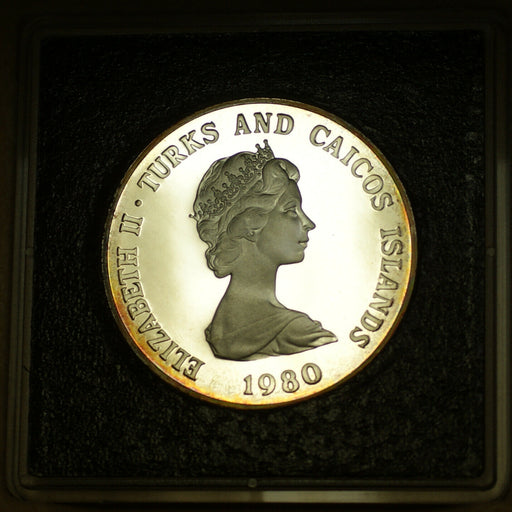 ELIZABETH II · TURKS AND CAICOS ISLANDS
1980